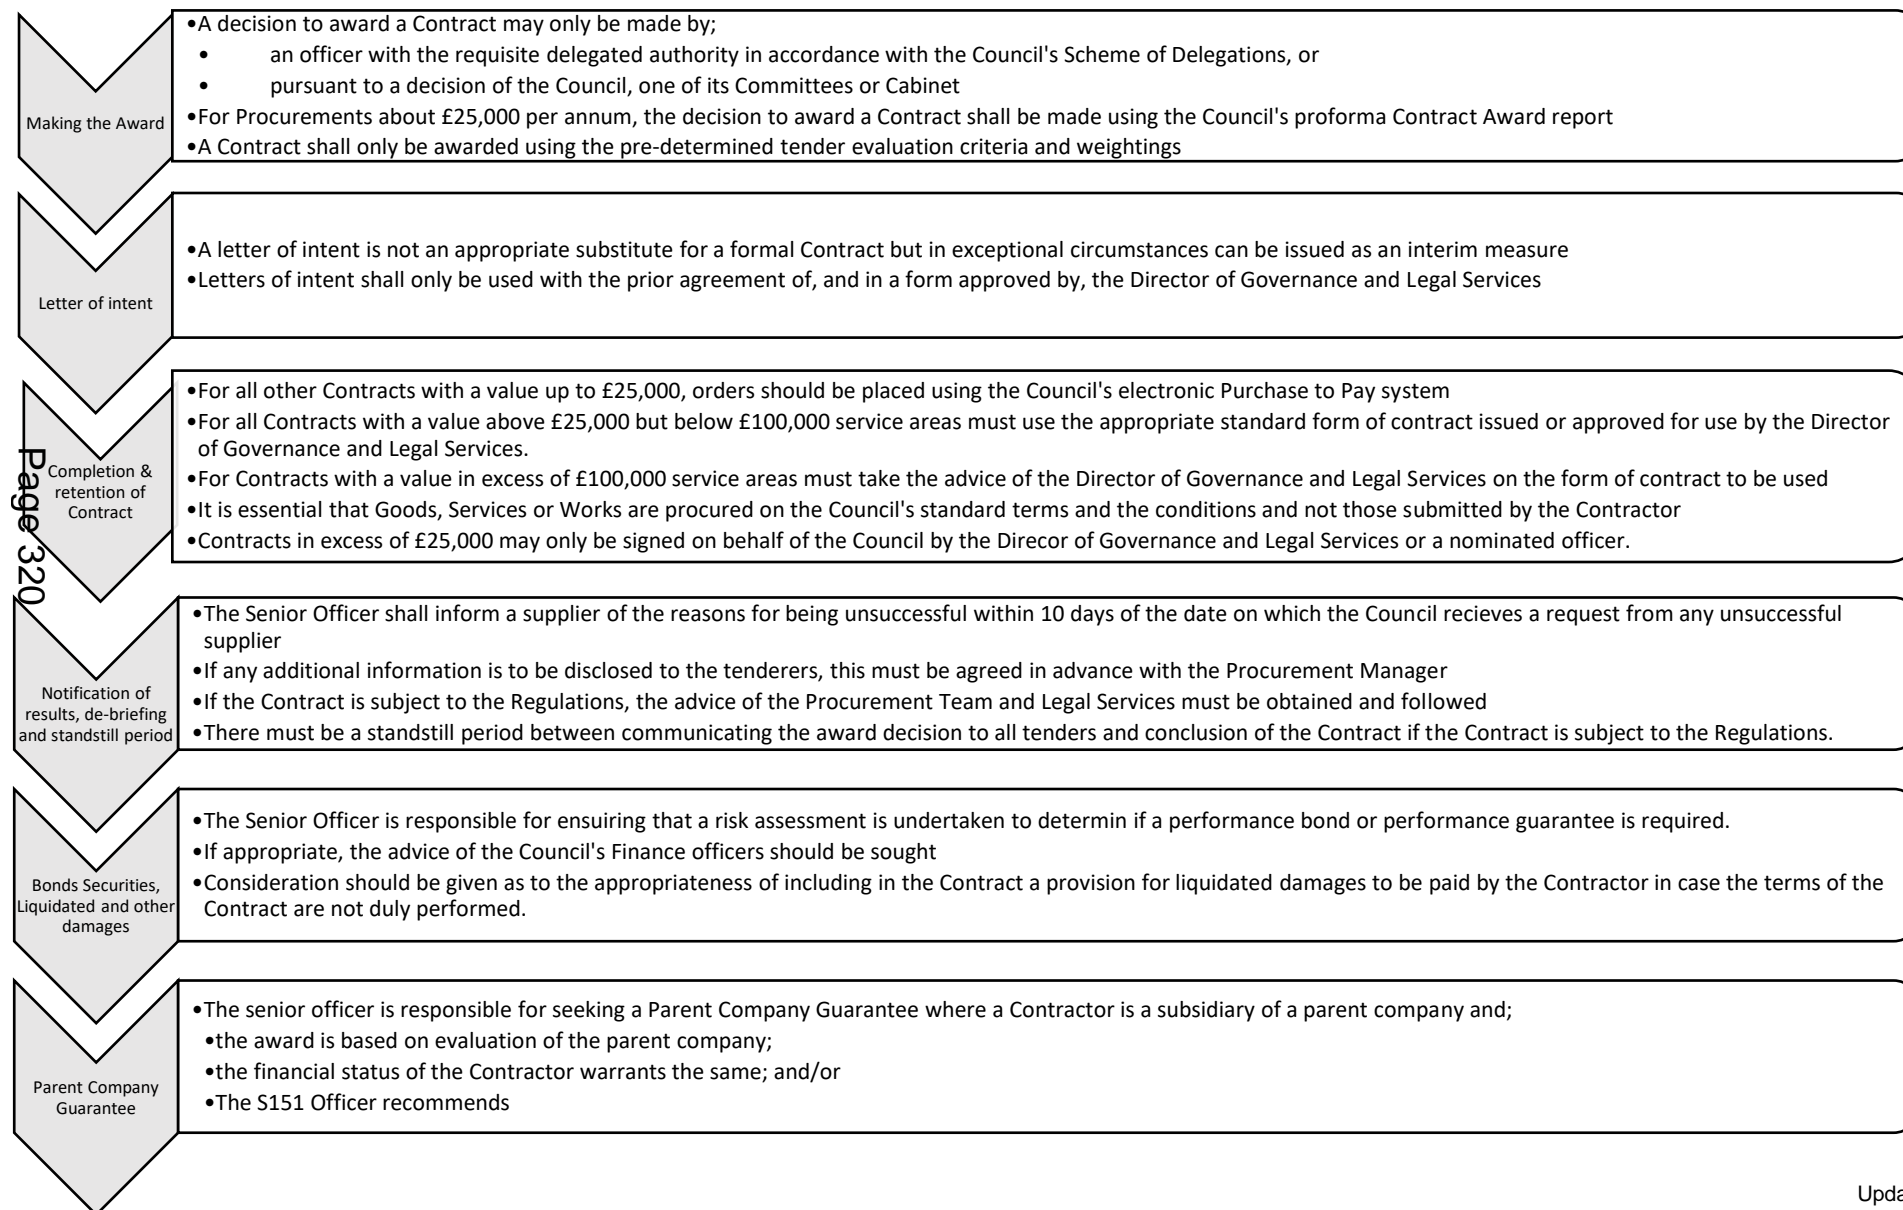 Making the Award
•A decision to award a Contract may only be made by;
• an officer with the requisite delegated authority in accordance with the Council's Scheme of Delegations, or
• pursuant to a decision of the Council, one of its Committees or Cabinet
•For Procurements about £25,000 per annum, the decision to award a Contract shall be made using the Council's proforma Contract Award report
•A Contract shall only be awarded using the pre-determined tender evaluation criteria and weightings
Letter of intent
•A letter of intent is not an appropriate substitute for a formal Contract but in exceptional circumstances can be issued as an interim measure
•Letters of intent shall only be used with the prior agreement of, and in a form approved by, the Director of Governance and Legal Services
Completion &
retention of
Contract
•For all other Contracts with a value up to £25,000, orders should be placed using the Council's electronic Purchase to Pay system
•For all Contracts with a value above £25,000 but below £100,000 service areas must use the appropriate standard form of contract issued or approved for use by the Director
of Governance and Legal Services.
•For Contracts with a value in excess of £100,000 service areas must take the advice of the Director of Governance and Legal Services on the form of contract to be used
•It is essential that Goods, Services or Works are procured on the Council's standard terms and the conditions and not those submitted by the Contractor
•Contracts in excess of £25,000 may only be signed on behalf of the Council by the Direcor of Governance and Legal Services or a nominated officer.
Page 320
Notification of
results, de-briefing
and standstill period
•The Senior Officer shall inform a supplier of the reasons for being unsuccessful within 10 days of the date on which the Council recieves a request from any unsuccessful
supplier
•If any additional information is to be disclosed to the tenderers, this must be agreed in advance with the Procurement Manager
•If the Contract is subject to the Regulations, the advice of the Procurement Team and Legal Services must be obtained and followed
•There must be a standstill period between communicating the award decision to all tenders and conclusion of the Contract if the Contract is subject to the Regulations.
Bonds Securities,
Liquidated and other
damages
•The Senior Officer is responsible for ensuiring that a risk assessment is undertaken to determin if a performance bond or performance guarantee is required.
•If appropriate, the advice of the Council's Finance officers should be sought
•Consideration should be given as to the appropriateness of including in the Contract a provision for liquidated damages to be paid by the Contractor in case the terms of the
Contract are not duly performed.
Parent Company
Guarantee
•The senior officer is responsible for seeking a Parent Company Guarantee where a Contractor is a subsidiary of a parent company and;
•the award is based on evaluation of the parent company;
•the financial status of the Contractor warrants the same; and/or
•The S151 Officer recommends
Upda